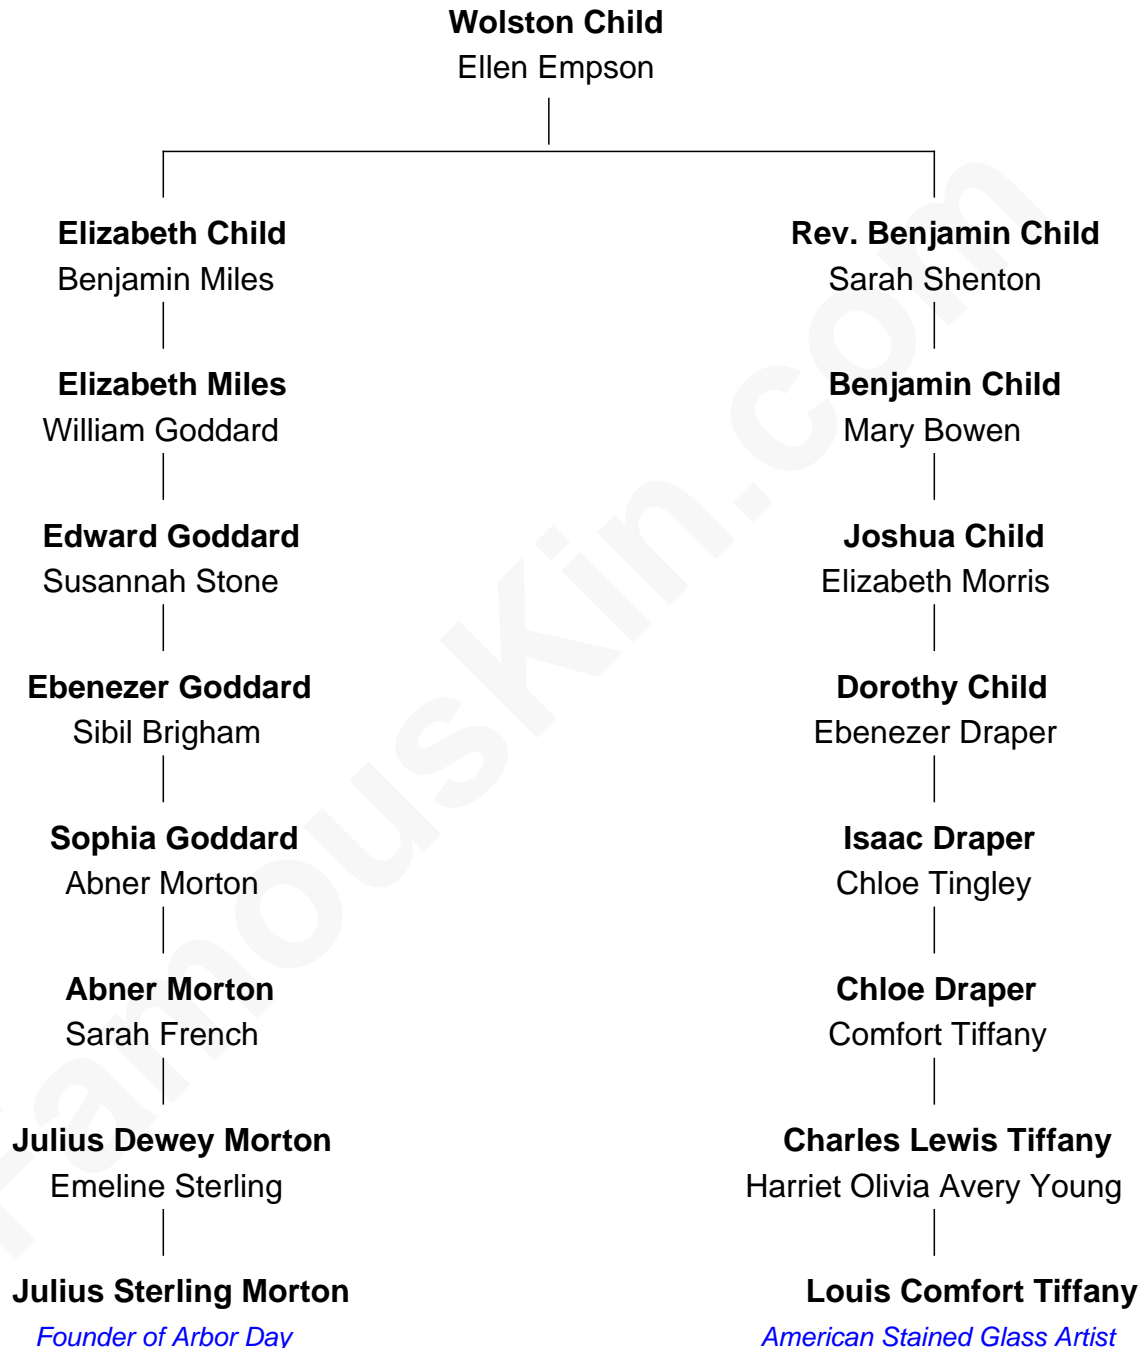 Wolston Child
Ellen Empson
Elizabeth Child
Benjamin Miles
Rev. Benjamin Child
Sarah Shenton
Elizabeth Miles
William Goddard
Benjamin Child
Mary Bowen
Edward Goddard
Susannah Stone
Joshua Child
Elizabeth Morris
Ebenezer Goddard
Sibil Brigham
Dorothy Child
Ebenezer Draper
Sophia Goddard
Abner Morton
Isaac Draper
Chloe Tingley
Abner Morton
Sarah French
Chloe Draper
Comfort Tiffany
Julius Dewey Morton
Emeline Sterling
Charles Lewis Tiffany
Harriet Olivia Avery Young
Julius Sterling Morton
Founder of Arbor Day
Louis Comfort Tiffany
American Stained Glass Artist
FamousKin.com